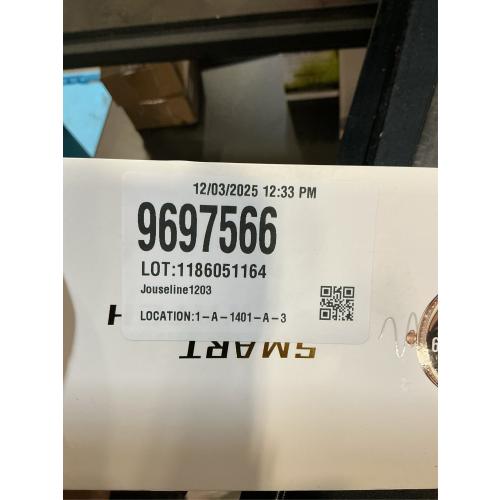 12/03/2025 12:33 PM
9697566
LOT:1186051164
Jouseline1203
LOCATION:1-A-1401-A-3
SMART